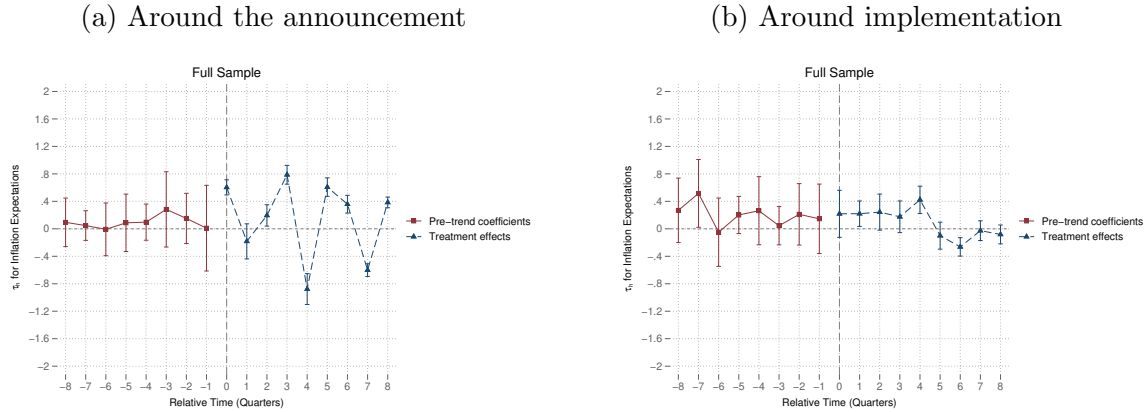 (a) Around the announcement
Full Sample
τₕ for Inflation Expectations
2
1.6
1.2
.8
.4
0
-.4
-.8
-1.2
-1.6
-2
-8 -7 -6 -5 -4 -3 -2 -1 0 1 2 3 4 5 6 7 8
Relative Time (Quarters)
Pre-trend coefficients
Treatment effects
(b) Around implementation
Full Sample
τₕ for Inflation Expectations
2
1.6
1.2
.8
.4
0
-.4
-.8
-1.2
-1.6
-2
-8 -7 -6 -5 -4 -3 -2 -1 0 1 2 3 4 5 6 7 8
Relative Time (Quarters)
Pre-trend coefficients
Treatment effects